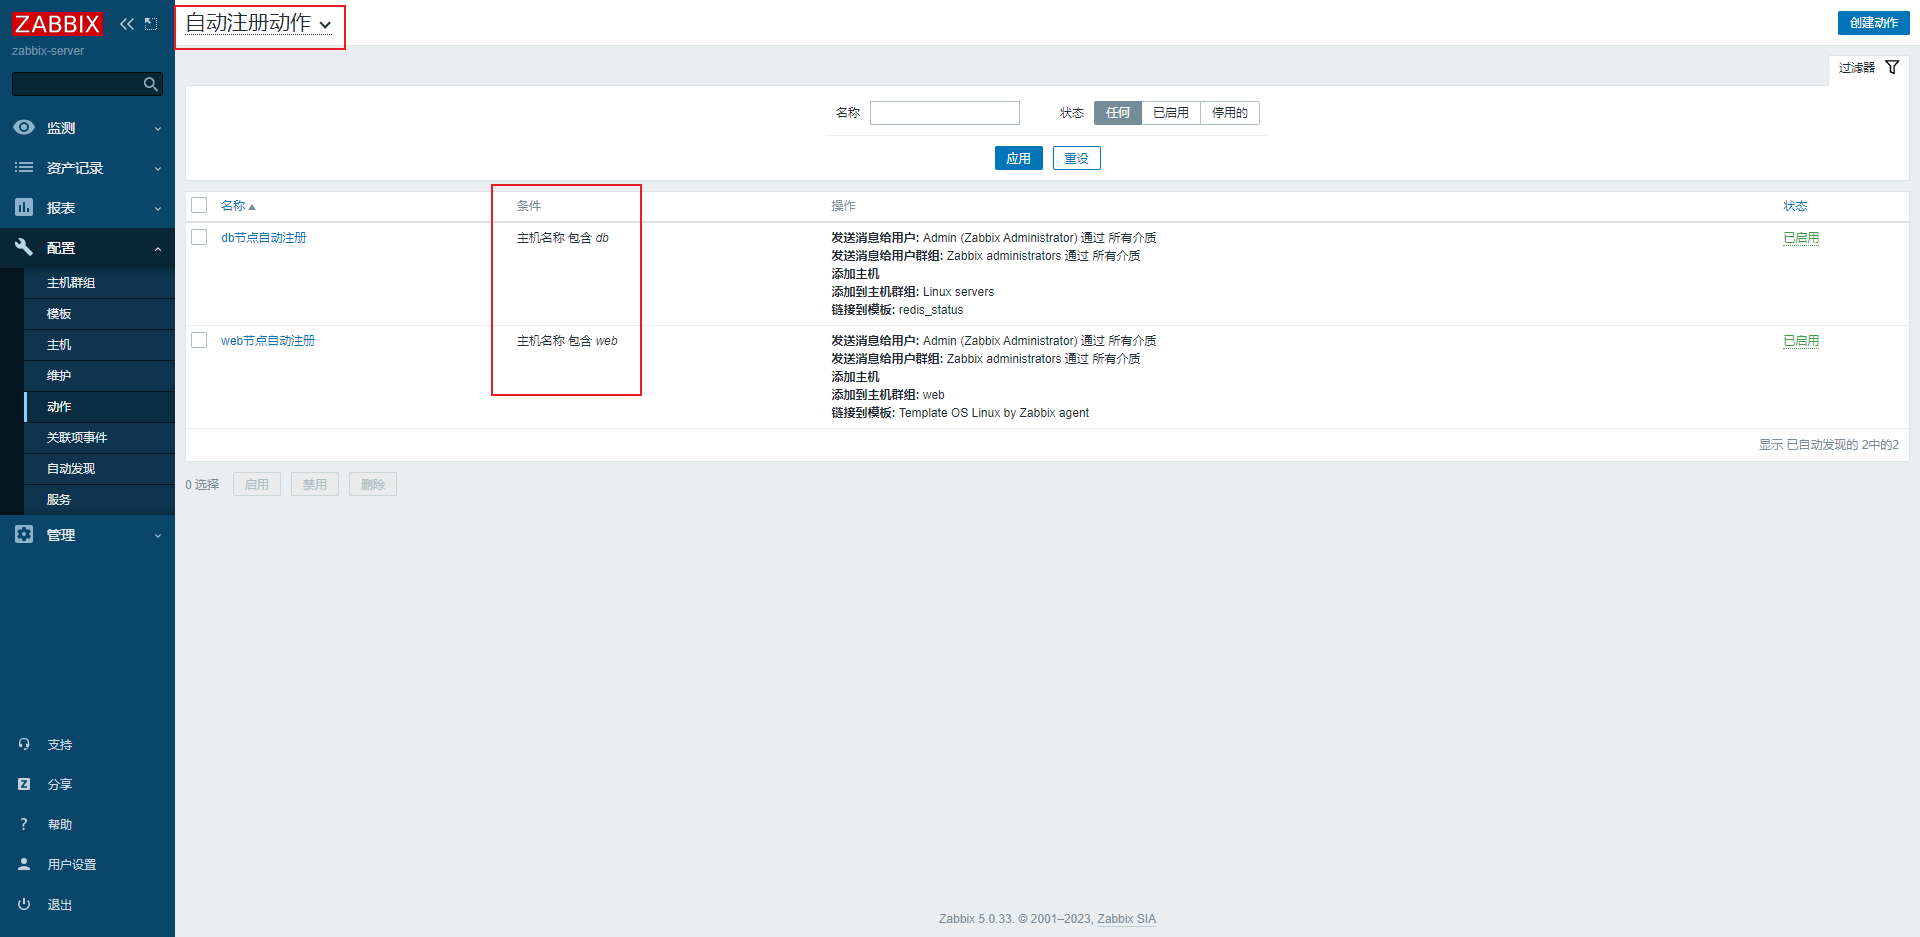 ZABBIX
zabbix-server
监测
资产记录
报表
配置
主机群组
模板
主机
维护
动作
关联项事件
自动发现
服务
管理
支持
分享
帮助
用户设置
退出
自动注册动作
创建动作
过滤器
名称 状态 任何 已启用 停用的
应用 重设
名称 条件 操作 状态
db节点自动注册 主机名称 包含 db 发送消息给用户: Admin (Zabbix Administrator) 通过 所有介质 已启用
发送消息给用户群组: Zabbix administrators 通过 所有介质
添加主机
添加到主机群组: Linux servers
链接到模板: redis_status
web节点自动注册 主机名称 包含 web 发送消息给用户: Admin (Zabbix Administrator) 通过 所有介质 已启用
发送消息给用户群组: Zabbix administrators 通过 所有介质
添加主机
添加到主机群组: web
链接到模板: Template OS Linux by Zabbix agent
显示 已自动发现的 2中的2
0 选择 启用 禁用 删除
Zabbix 5.0.33. © 2001–2023, Zabbix SIA